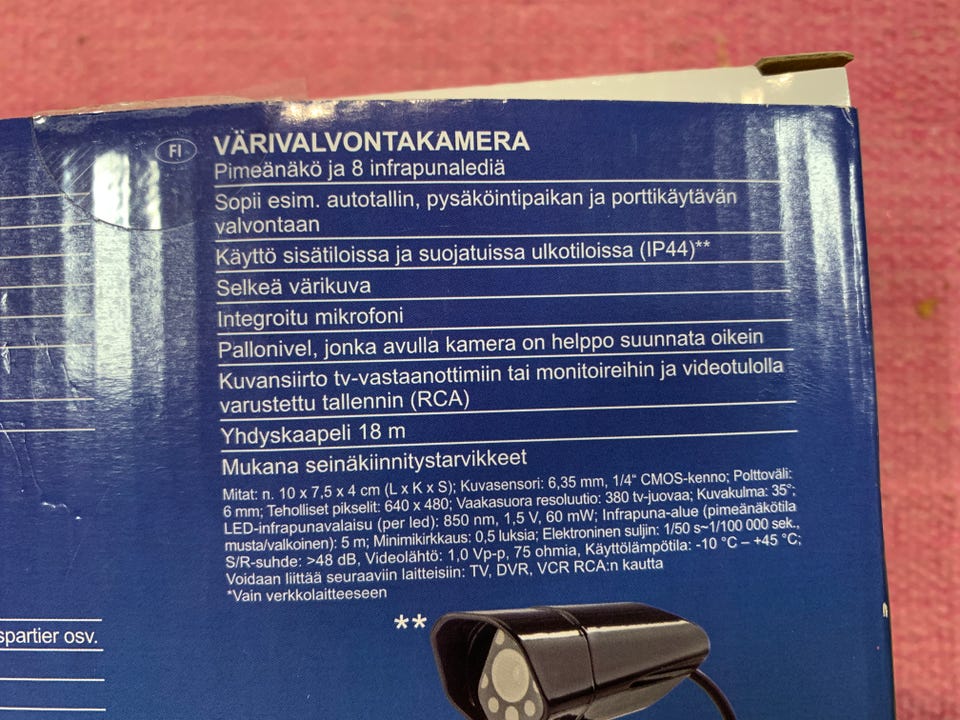 FI
VÄRIVALVONTAKAMERA
Pimeänäkö ja 8 infrapunalediä
Sopii esim. autotallin, pysäköintipaikan ja porttikäytävän
valvontaan
Käyttö sisätiloissa ja suojatuissa ulkotiloissa (IP44)**
Selkeä värikuva
Integroitu mikrofoni
Pallonivel, jonka avulla kamera on helppo suunnata oikein
Kuvansiirto tv-vastaanottimiin tai monitoireihin ja videotulolla
varustettu tallennin (RCA)
Yhdyskaapeli 18 m
Mukana seinäkiinnitystarvikkeet
Mitat: n. 10 x 7,5 x 4 cm (L x K x S); Kuvasensori: 6,35 mm, 1/4“ CMOS-kenno; Polttoväli:
6 mm; Teholliset pikselit: 640 x 480; Vaakasuora resoluutio: 380 tv-juovaa; Kuvakulma: 35°;
LED-infrapunavalaisu (per led): 850 nm, 1,5 V, 60 mW; Infrapuna-alue (pimeänäkötila
musta/valkoinen): 5 m; Minimikirkkaus: 0,5 luksia; Elektroninen suljin: 1/50 s~1/100 000 sek.,
S/R-suhde: >48 dB, Videolähtö: 1,0 Vp-p, 75 ohmia, Käyttölämpötila: -10 °C – +45 °C;
Voidaan liittää seuraaviin laitteisiin: TV, DVR, VCR RCA:n kautta
*Vain verkkolaitteeseen
**
spartier osv.